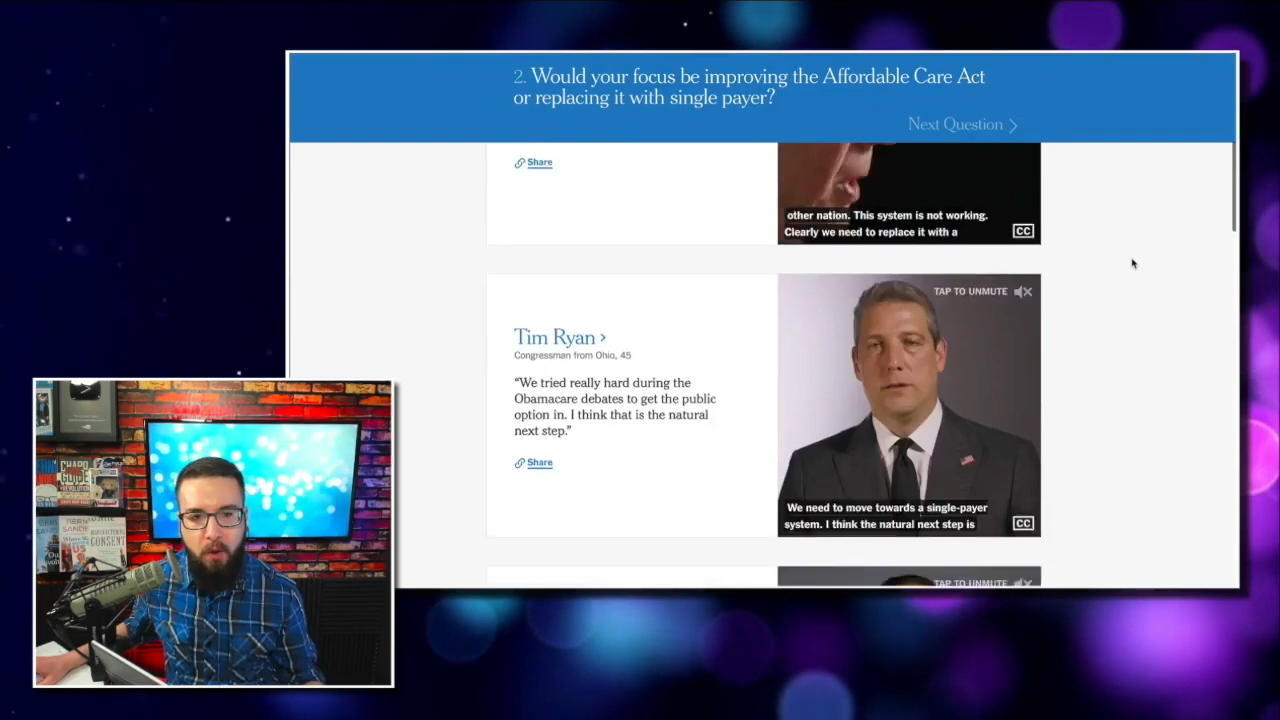 2. Would your focus be improving the Affordable Care Act
or replacing it with single payer?
Next Question
Share
other nation. This system is not working.
Clearly we need to replace it with a
CC
TAP TO UNMUTE
Tim Ryan
Congressman from Ohio, 45
“We tried really hard during the
Obamacare debates to get the public
option in. I think that is the natural
next step.”
Share
We need to move towards a single-payer
system. I think the natural next step is
CC
TAP TO UNMUTE
CHAPO
GUIDE
REVOLUTION
CONSENT